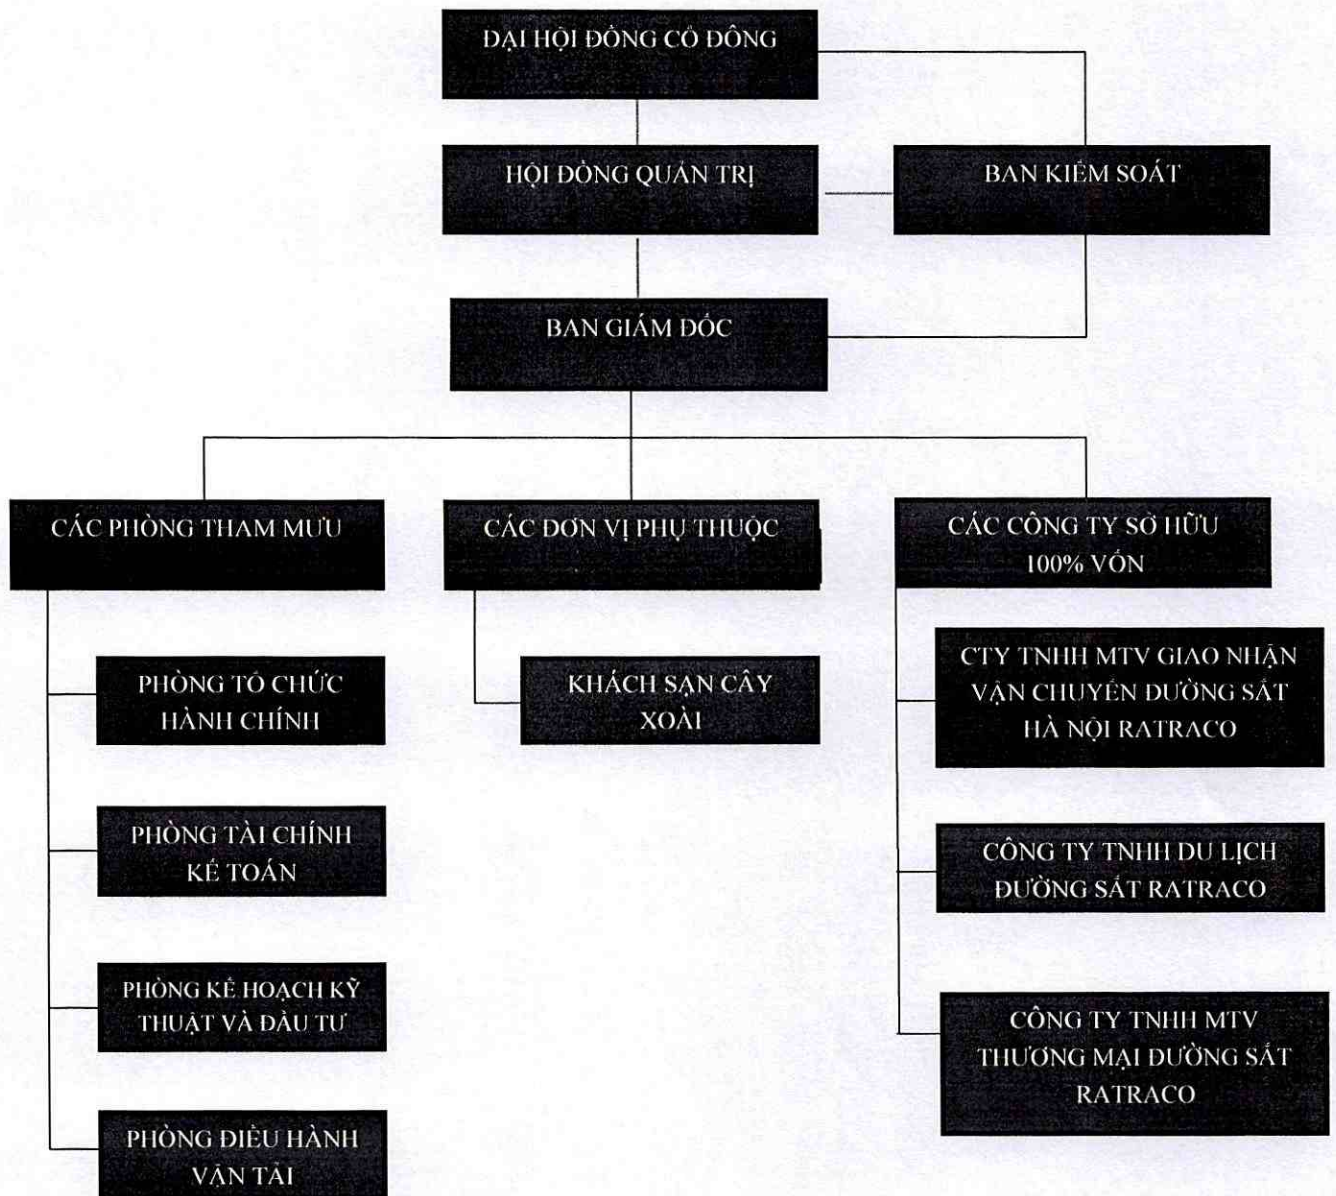 ĐẠI HỘI ĐỒNG CỔ ĐÔNG
HỘI ĐỒNG QUẢN TRỊ
BAN KIỂM SOÁT
BAN GIÁM ĐỐC
CÁC PHÒNG THAM MƯU
CÁC ĐƠN VỊ PHỤ THUỘC
CÁC CÔNG TY SỞ HỮU
100% VỐN
PHÒNG TỔ CHỨC
HÀNH CHÍNH
PHÒNG TÀI CHÍNH
KẾ TOÁN
PHÒNG KẾ HOẠCH KỸ
THUẬT VÀ ĐẦU TƯ
PHÒNG ĐIỀU HÀNH
VẬN TẢI
KHÁCH SẠN CÂY
XOÀI
CTY TNHH MTV GIAO NHẬN
VẬN CHUYỂN ĐƯỜNG SẮT
HÀ NỘI RATRACO
CÔNG TY TNHH DU LỊCH
ĐƯỜNG SẮT RATRACO
CÔNG TY TNHH MTV
THƯƠNG MẠI ĐƯỜNG SẮT
RATRACO